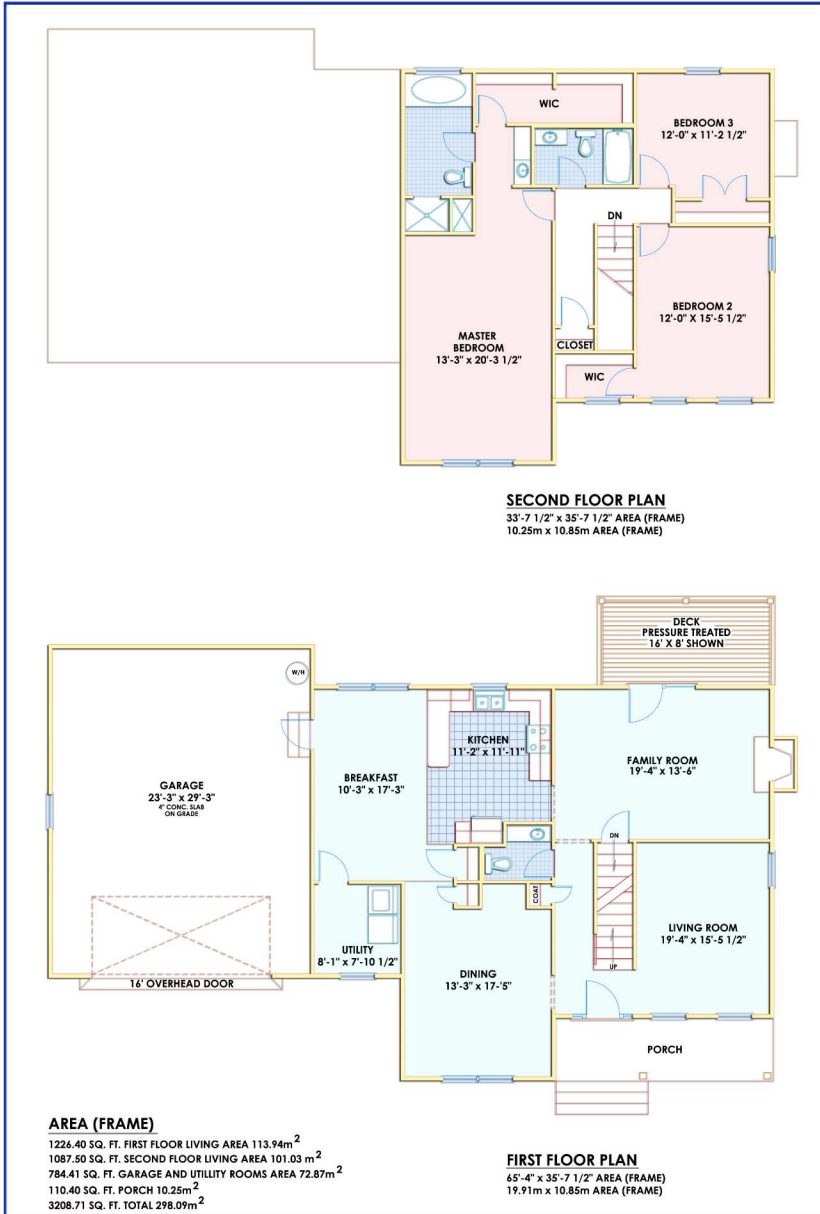 WIC
BEDROOM 3
12'-0" x 11'-2 1/2"
DN
BEDROOM 2
12'-0" X 15'-5 1/2"
MASTER
BEDROOM
13'-3" x 20'-3 1/2"
CLOSET
WIC
SECOND FLOOR PLAN
33'-7 1/2" x 35'-7 1/2" AREA (FRAME)
10.25m x 10.85m AREA (FRAME)
DECK
PRESSURE TREATED
16' X 8' SHOWN
W/H
KITCHEN
11'-2" x 11'-11"
FAMILY ROOM
19'-4" x 13'-6"
BREAKFAST
10'-3" x 17'-3"
GARAGE
23'-3" x 29'-3"
4" CONC. SLAB
ON GRADE
DN
COAT
LIVING ROOM
19'-4" x 15'-5 1/2"
UTILITY
8'-1" x 7'-10 1/2"
UP
DINING
13'-3" x 17-'5"
16' OVERHEAD DOOR
PORCH
AREA (FRAME)
1226.40 SQ. FT. FIRST FLOOR LIVING AREA 113.94m²
1087.50 SQ. FT. SECOND FLOOR LIVING AREA 101.03 m²
784.41 SQ. FT. GARAGE AND UTILLITY ROOMS AREA 72.87m²
110.40 SQ. FT. PORCH 10.25m²
3208.71 SQ. FT. TOTAL 298.09m²
FIRST FLOOR PLAN
65'-4" x 35'-7 1/2" AREA (FRAME)
19.91m x 10.85m AREA (FRAME)